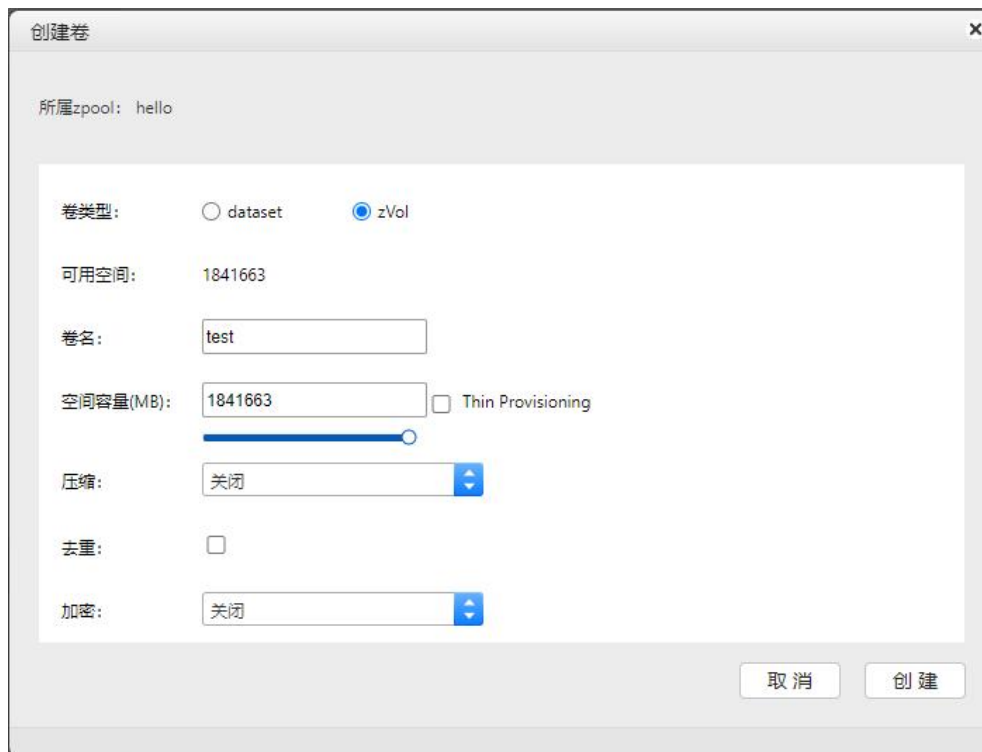 创建卷
所属zpool: hello
卷类型: dataset zVol
可用空间: 1841663
卷名: test
空间容量(MB): 1841663 Thin Provisioning
压缩: 关闭
去重:
加密: 关闭
取 消 创 建